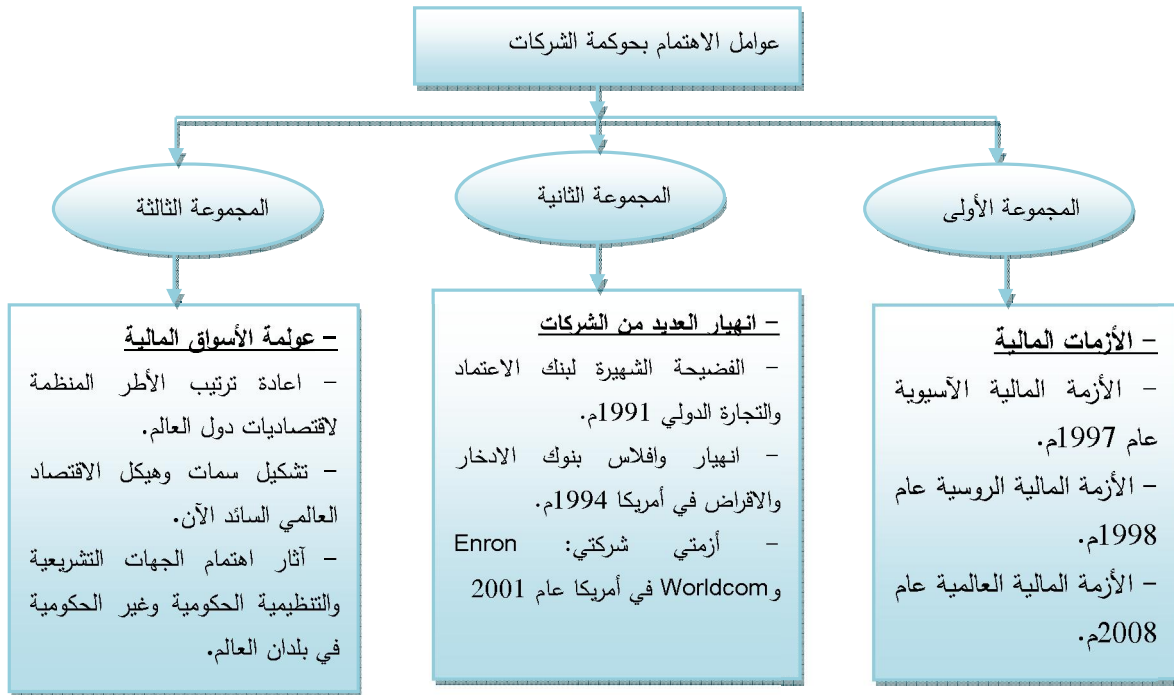 عوامل الاهتمام بحوكمة الشركات
المجموعة الأولى
المجموعة الثانية
المجموعة الثالثة
– الأزمات المالية
– الأزمة المالية الآسيوية
عام 1997م.
– الأزمة المالية الروسية عام
1998م.
– الأزمة المالية العالمية عام
2008م.
– انهيار العديد من الشركات
– الفضيحة الشهيرة لبنك الاعتماد
والتجارة الدولي 1991م.
– انهيار وافلاس بنوك الادخار
والاقراض في أمريكا 1994م.
– أزمتي شركتي: Enron
وWorldcom في أمريكا عام 2001
– عولمة الأسواق المالية
– اعادة ترتيب الأطر المنظمة
لاقتصاديات دول العالم.
– تشكيل سمات وهيكل الاقتصاد
العالمي السائد الآن.
– آثار اهتمام الجهات التشريعية
والتنظيمية الحكومية وغير الحكومية
في بلدان العالم.